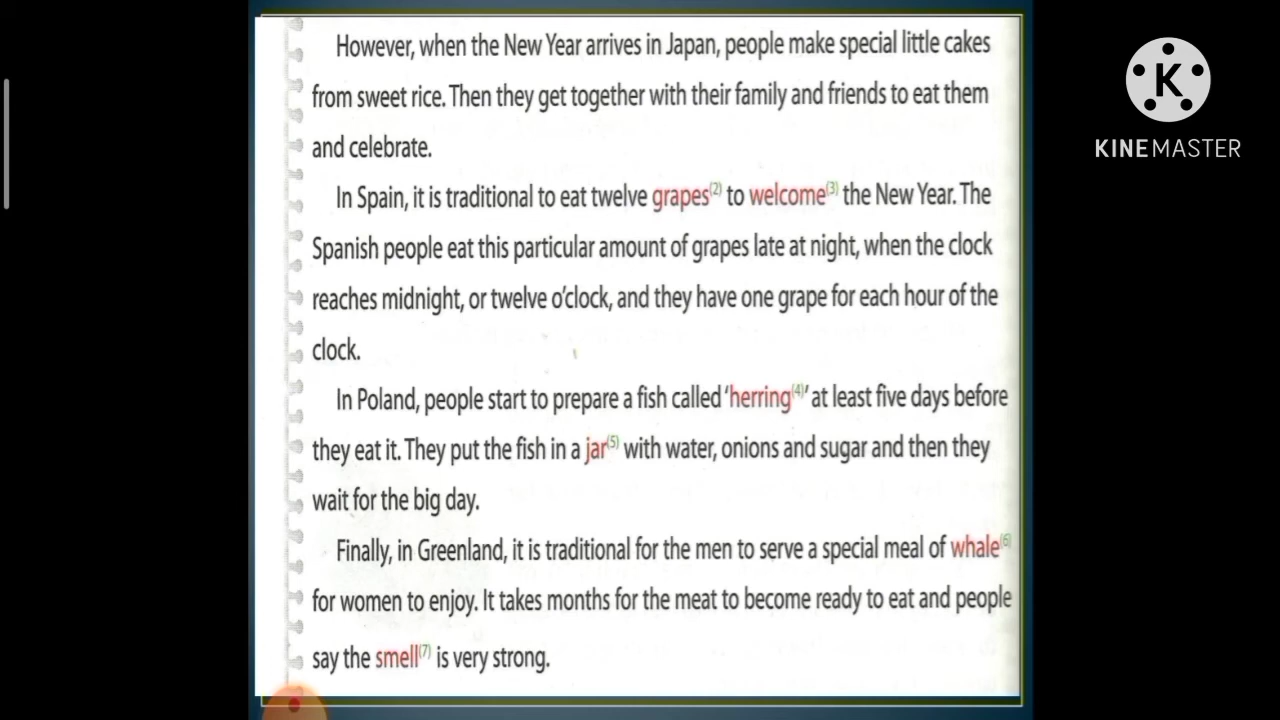 However, when the New Year arrives in Japan, people make special little cakes
from sweet rice. Then they get together with their family and friends to eat them
and celebrate.
In Spain, it is traditional to eat twelve grapes(2) to welcome(3) the New Year. The
Spanish people eat this particular amount of grapes late at night, when the clock
reaches midnight, or twelve o'clock, and they have one grape for each hour of the
clock.
In Poland, people start to prepare a fish called 'herring(4)' at least five days before
they eat it. They put the fish in a jar(5) with water, onions and sugar and then they
wait for the big day.
Finally, in Greenland, it is traditional for the men to serve a special meal of whale(6)
for women to enjoy. It takes months for the meat to become ready to eat and people
say the smell(7) is very strong.
K
KINEMASTER